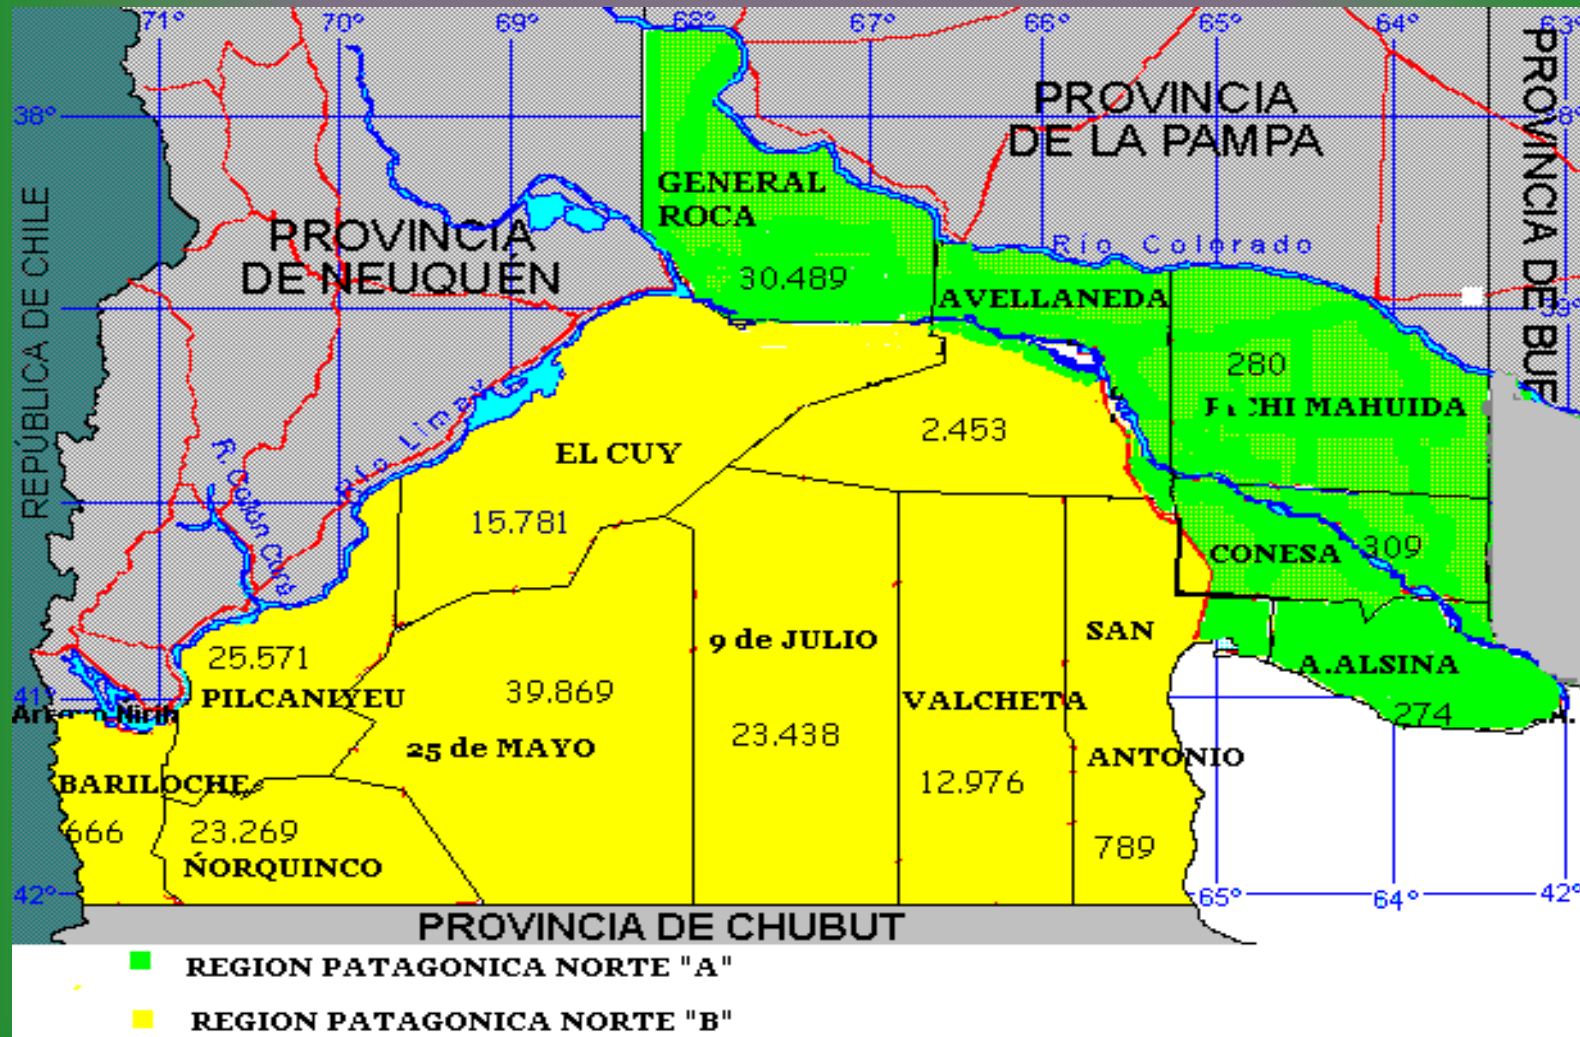 71° 70° 69° 68° 67° 66° 65° 64° 63°
PROVINCIA
DE LA PAMPA
38°
8°
PROVINCIA DE BUE
GENERAL
ROCA
REPÚBLICA DE CHILE
PROVINCIA
DE NEUQUÉN
Río Colorado
30.489
AVELLANEDA
39°
280
CHI MAHUIDA
Río Limay
2.453
EL CUY
R. Collón Cura
15.781
CONESA 309
9 de JULIO
SAN
25.571
39.869
A.ALSINA
41°
PILCANIYEU
VALCHETA
274
23.438
25 de MAYO
ANTONIO
BARILOCHE
12.976
666
23.269
789
ÑORQUINCO
42°
65° 64° 42°
PROVINCIA DE CHUBUT
REGION PATAGONICA NORTE "A"
REGION PATAGONICA NORTE "B"